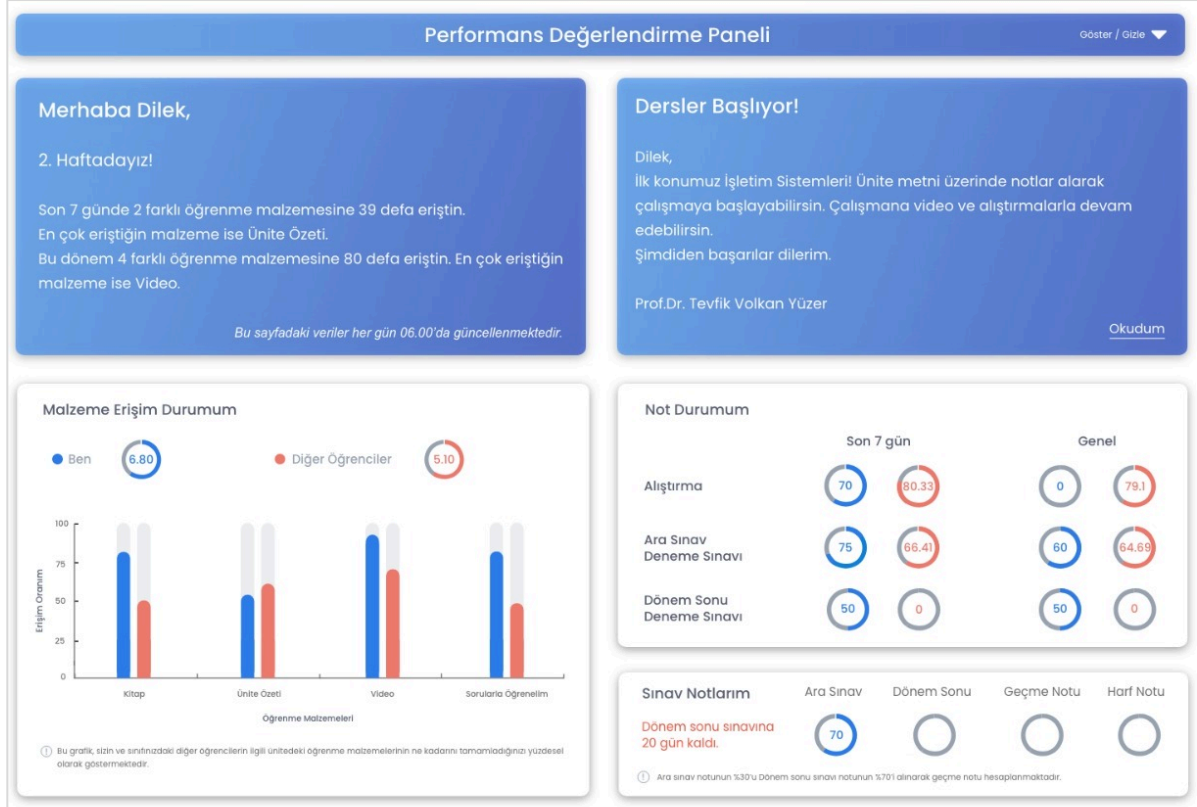 Performans Değerlendirme Paneli
Göster / Gizle
Merhaba Dilek,
2. Haftadayız!
Son 7 günde 2 farklı öğrenme malzemesine 39 defa eriştin.
En çok eriştiğin malzeme ise Ünite Özeti.
Bu dönem 4 farklı öğrenme malzemesine 80 defa eriştin. En çok eriştiğin
malzeme ise Video.
Bu sayfadaki veriler her gün 06.00'da güncellenmektedir.
Dersler Başlıyor!
Dilek,
İlk konumuz İşletim Sistemleri! Ünite metni üzerinde notlar alarak
çalışmaya başlayabilirsin. Çalışmana video ve alıştırmalarla devam
edebilirsin.
Şimdiden başarılar dilerim.
Prof.Dr. Tevfik Volkan Yüzer
Okudum
Malzeme Erişim Durumum
Ben 6.80 Diğer Öğrenciler 5.10
Erişim Oranım
100
75
50
25
0
Kitap Ünite Özeti Video Sorularla Öğrenelim
Öğrenme Malzemeleri
Bu grafik, sizin ve sınıfınızdaki diğer öğrencilerin ilgili ünitedeki öğrenme malzemelerinin ne kadarını tamamladığınızı yüzdesel
olarak göstermektedir.
Not Durumum
Son 7 gün Genel
Alıştırma 70 80.33 0 79.1
Ara Sınav
Deneme Sınavı 75 66.41 60 64.69
Dönem Sonu
Deneme Sınavı 50 0 50 0
Sınav Notlarım Ara Sınav Dönem Sonu Geçme Notu Harf Notu
Dönem sonu sınavına
20 gün kaldı. 70
Ara sınav notunun %30'u Dönem sonu sınavı notunun %70'i alınarak geçme notu hesaplanmaktadır.